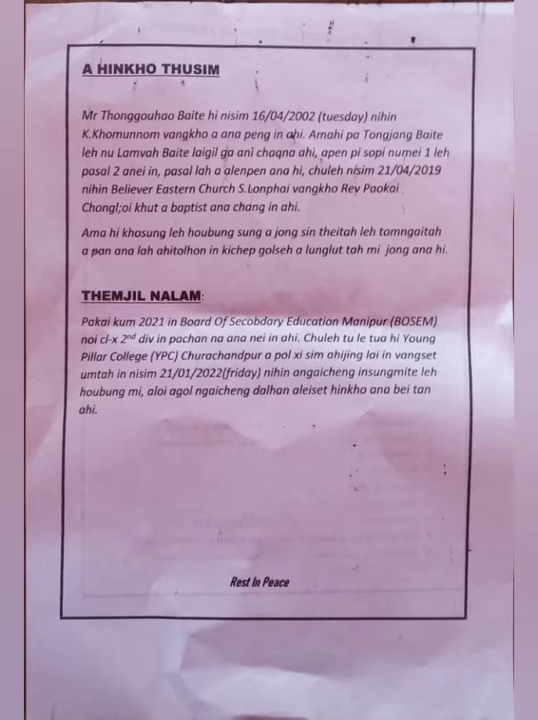 A HINKHO THUSIM
Mr Thonggouhao Baite hi nisim 16/04/2002 (tuesday) nihin
K.Khomunnom vangkho a ana peng in ahi. Amahi pa Tongjang Baite
leh nu Lamvah Baite laigil ga ani chaqna ahi, apen pi sopi numei 1 leh
pasal 2 anei in, pasal lah a alenpen ana hi, chuleh nisim 21/04/2019
nihin Believer Eastern Church S.Lonphai vangkho Rev Paokai
Chongl;oi khut a baptist ana chang in ahi.
Ama hi khosung leh houbung sung a jong sin theitah leh tomngaitah
a pan ana lah ahitolhon in kichep golseh a lunglut tah mi jong ana hi.
THEMJIL NALAM:
Pakai kum 2021 in Board Of Secobdary Education Manipur (BOSEM)
noi cl-x 2nd div in pachan na ana nei in ahi. Chuleh tu le tua hi Young
Pillar College (YPC) Churachandpur a pol xi sim ahijing lai in vangset
umtah in nisim 21/01/2022(friday) nihin angaicheng insungmite leh
houbung mi, aloi agol ngaicheng dalhan aleiset hinkho ana bei tan
ahi.
Rest In Peace